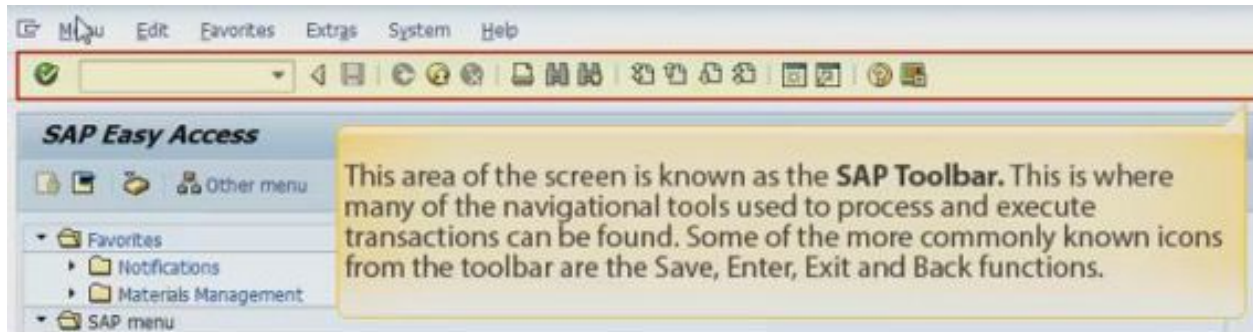 Menu Edit Favorites Extras System Help
SAP Easy Access
Other menu
This area of the screen is known as the SAP Toolbar. This is where
many of the navigational tools used to process and execute
transactions can be found. Some of the more commonly known icons
from the toolbar are the Save, Enter, Exit and Back functions.
Favorites
Notifications
Materials Management
SAP menu